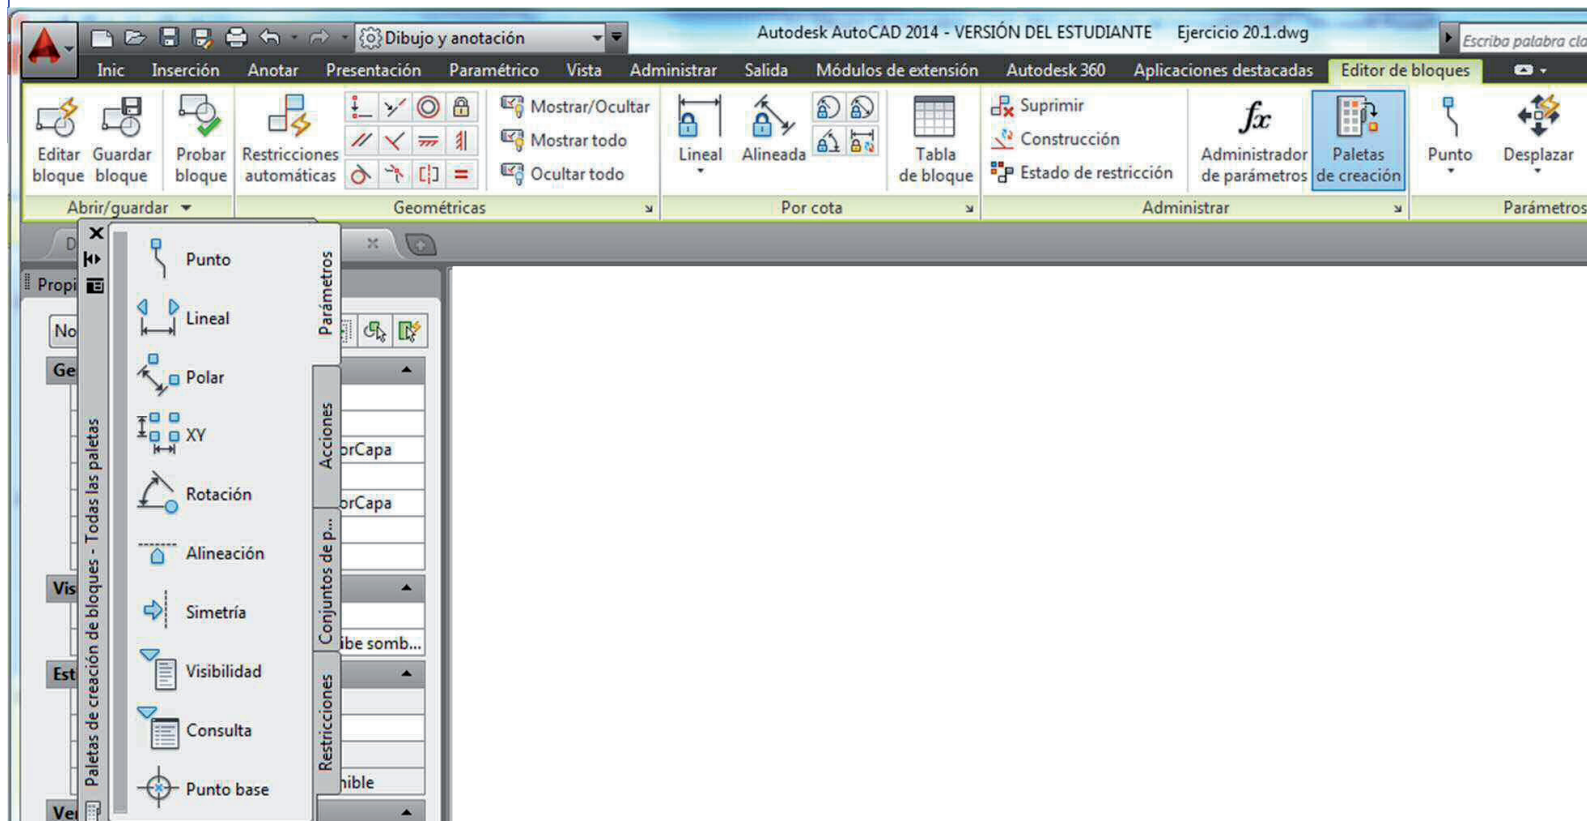 Dibujo y anotación
Autodesk AutoCAD 2014 - VERSIÓN DEL ESTUDIANTE Ejercicio 20.1.dwg
Escriba palabra cla
Inic Inserción Anotar Presentación Paramétrico Vista Administrar Salida Módulos de extensión Autodesk 360 Aplicaciones destacadas Editor de bloques
Editar bloque
Guardar bloque
Probar bloque
Abrir/guardar
Restricciones automáticas
Mostrar/Ocultar
Mostrar todo
Ocultar todo
Geométricas
Lineal
Alineada
Tabla de bloque
Por cota
Suprimir
Construcción
Estado de restricción
fx
Administrador de parámetros
Paletas de creación
Administrar
Punto
Desplazar
Parámetros
D
Propi
No
Ge
orCapa
orCapa
Vis
ibe somb...
Est
nible
Ver
Paletas de creación de bloques - Todas las paletas
Punto
Lineal
Polar
XY
Rotación
Alineación
Simetría
Visibilidad
Consulta
Punto base
Parámetros
Acciones
Conjuntos de p...
Restricciones